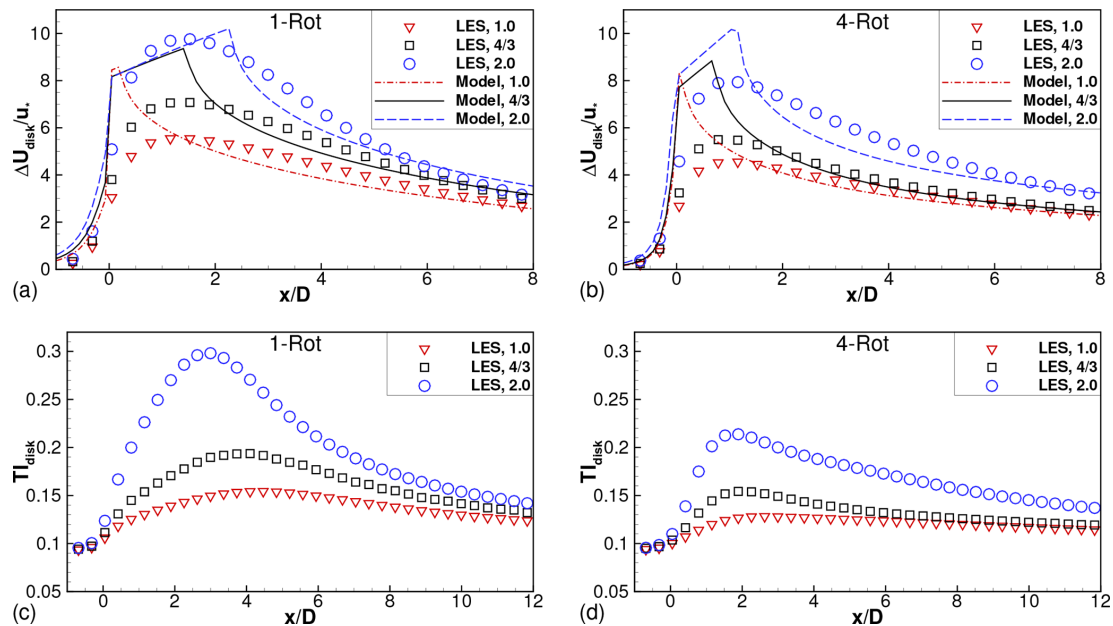 1-Rot
LES, 1.0
LES, 4/3
LES, 2.0
Model, 1.0
Model, 4/3
Model, 2.0
ΔU_disk/u_*
10
8
6
4
2
0
0 2 4 6 8
x/D
(a)
4-Rot
LES, 1.0
LES, 4/3
LES, 2.0
Model, 1.0
Model, 4/3
Model, 2.0
ΔU_disk/u_*
10
8
6
4
2
0
0 2 4 6 8
x/D
(b)
1-Rot
LES, 1.0
LES, 4/3
LES, 2.0
TI_disk
0.3
0.25
0.2
0.15
0.1
0.05
0 2 4 6 8 10 12
x/D
(c)
4-Rot
LES, 1.0
LES, 4/3
LES, 2.0
TI_disk
0.3
0.25
0.2
0.15
0.1
0.05
0 2 4 6 8 10 12
x/D
(d)